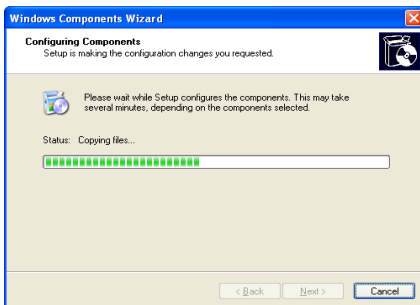 Windows Components Wizard
Configuring Components
Setup is making the configuration changes you requested.
Please wait while Setup configures the components. This may take
several minutes, depending on the components selected.
Status: Copying files...
< Back Next > Cancel